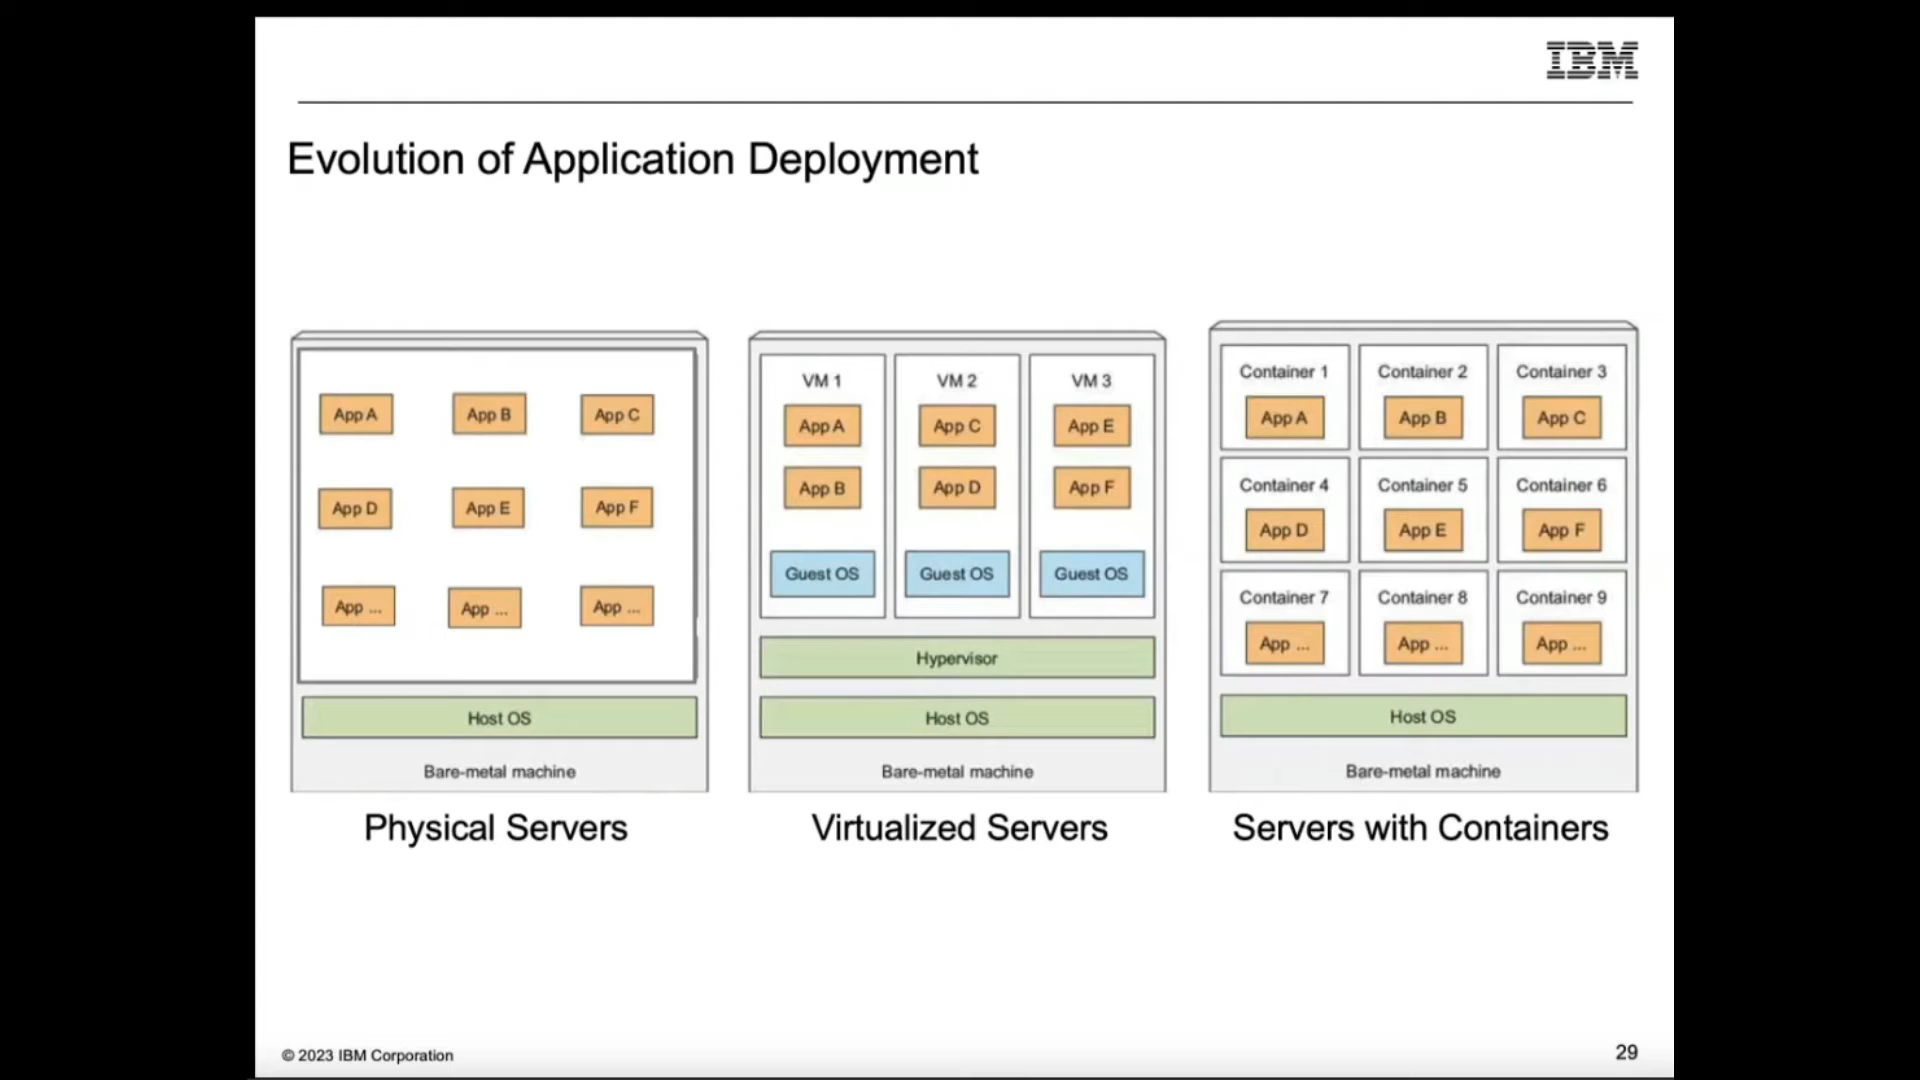 IBM
Evolution of Application Deployment
App A
App B
App C
App D
App E
App F
App ...
App ...
App ...
Host OS
Bare-metal machine
Physical Servers
VM 1
App A
App B
Guest OS
VM 2
App C
App D
Guest OS
VM 3
App E
App F
Guest OS
Hypervisor
Host OS
Bare-metal machine
Virtualized Servers
Container 1
App A
Container 2
App B
Container 3
App C
Container 4
App D
Container 5
App E
Container 6
App F
Container 7
App ...
Container 8
App ...
Container 9
App ...
Host OS
Bare-metal machine
Servers with Containers
© 2023 IBM Corporation
29